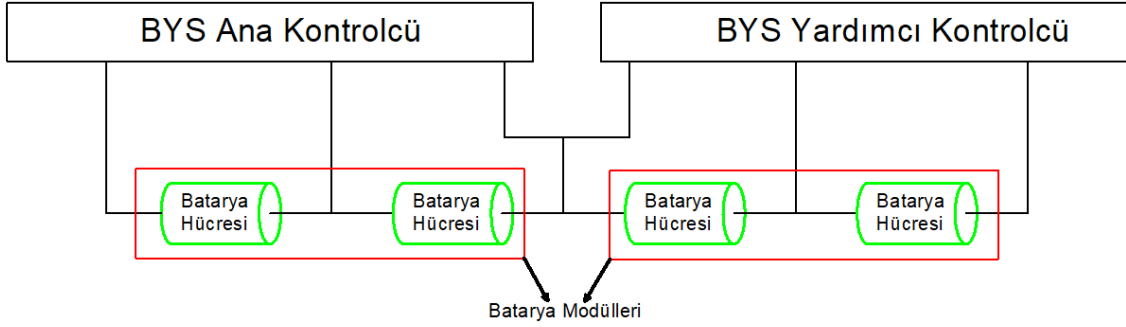 BYS Ana Kontrolcü
BYS Yardımcı Kontrolcü
Batarya
Hücresi
Batarya
Hücresi
Batarya
Hücresi
Batarya
Hücresi
Batarya Modülleri